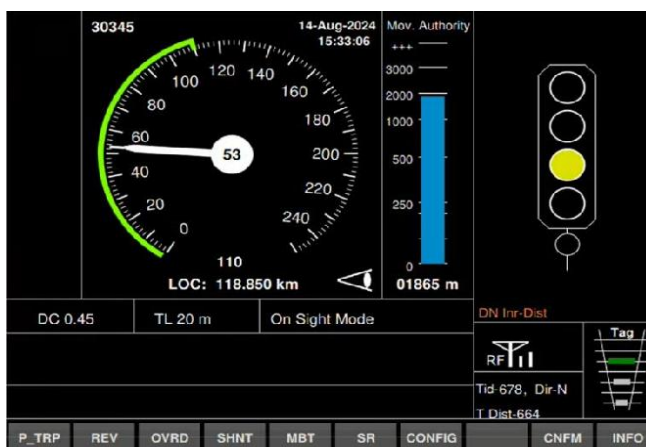 30345
14-Aug-2024
15:33:06
Mov. Authority
+++
3000
2000
1000
500
250
0
01865 m
0
20
40
60
80
100
120
140
160
180
200
220
240
53
110
LOC: 118.850 km
DN Inr-Dist
DC 0.45
TL 20 m
On Sight Mode
RF
Tag
Tid-678, Dir-N
T Dist-664
P_TRP
REV
OVRD
SHNT
MBT
SR
CONFIG
CNFM
INFO